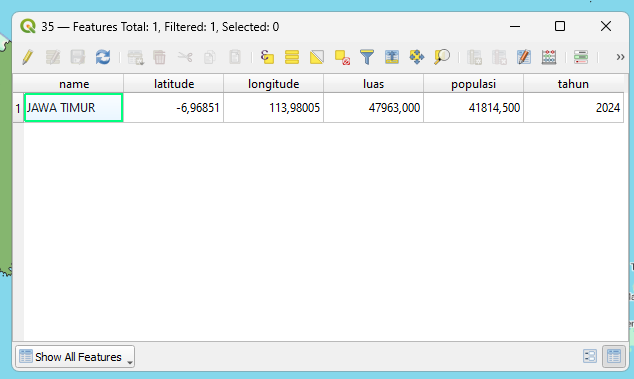 35 — Features Total: 1, Filtered: 1, Selected: 0
name latitude longitude luas populasi tahun
1 JAWA TIMUR -6,96851 113,98005 47963,000 41814,500 2024
Show All Features